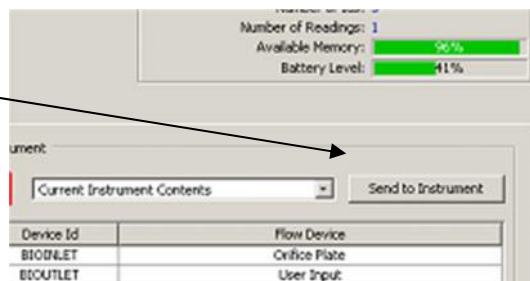 Number of Readings: 1
Available Memory: 96%
Battery Level: 41%
ument
Current Instrument Contents
Send to Instrument
Device Id Flow Device
BIOINLET Orifice Plate
BIOUTLET User Input